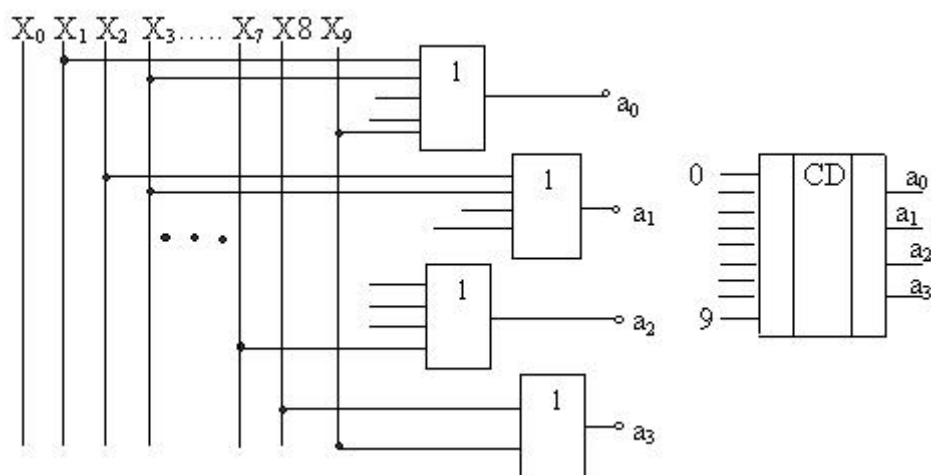 X₀ X₁ X₂ X₃..... X₇ X8 X₉
1
a₀
1
a₁
1
a₂
1
a₃
0
9
CD
a₀
a₁
a₂
a₃